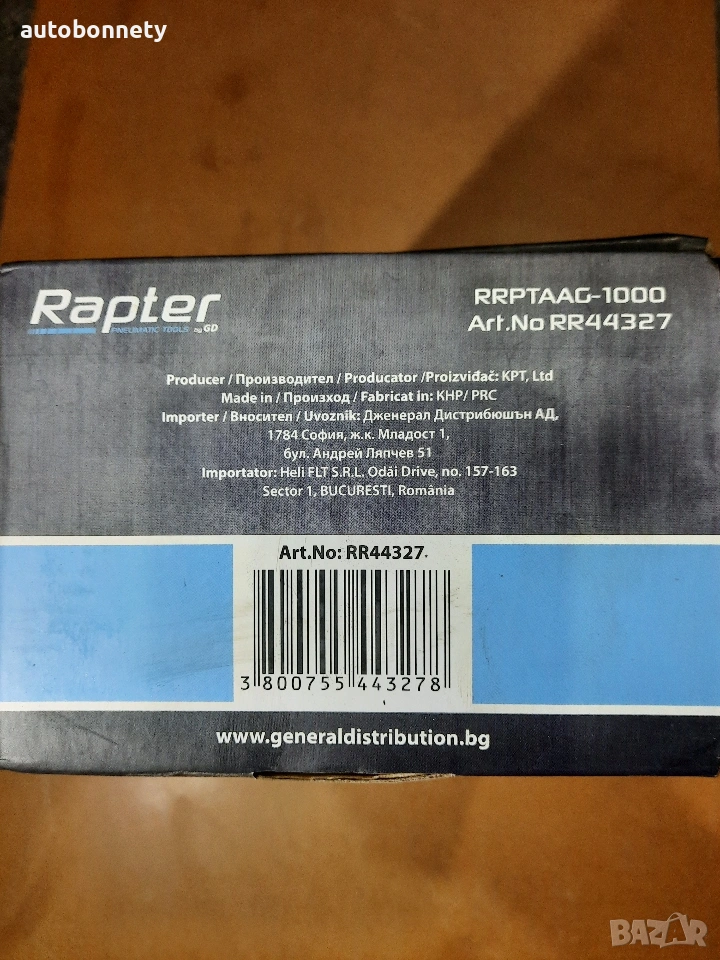 autobonnety
Rapter
PNEUMATIC TOOLS by GD
RRPTAAG-1000
Art.No RR44327
Producer / Производител / Producator /Proizviđač: KPT, Ltd
Made in / Произход / Fabricat in: КНР/ PRC
Importer / Вносител / Uvoznik: Дженерал Дистрибюшън АД,
1784 София, ж.к. Младост 1,
бул. Андрей Ляпчев 51
Importator: Heli FLT S.R.L. Odăi Drive, no. 157-163
Sector 1, BUCURESTI, România
Art.No: RR44327
3 800755 443278
www.generaldistribution.bg
BAZAR